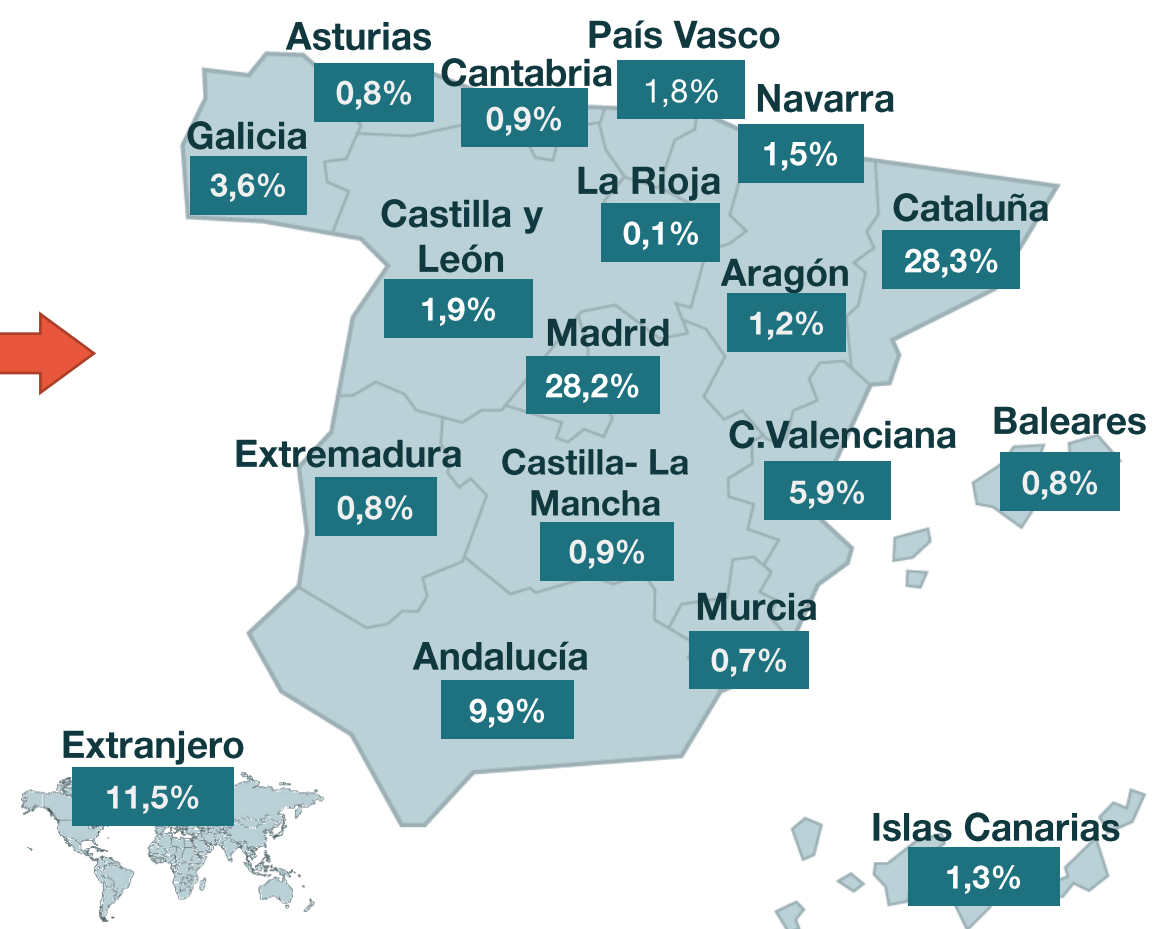 Asturias
0,8%
Cantabria
0,9%
País Vasco
1,8%
Navarra
1,5%
Galicia
3,6%
La Rioja
0,1%
Castilla y
León
1,9%
Cataluña
28,3%
Aragón
1,2%
Madrid
28,2%
Extremadura
0,8%
Castilla- La
Mancha
0,9%
C.Valenciana
5,9%
Baleares
0,8%
Murcia
0,7%
Andalucía
9,9%
Extranjero
11,5%
Islas Canarias
1,3%